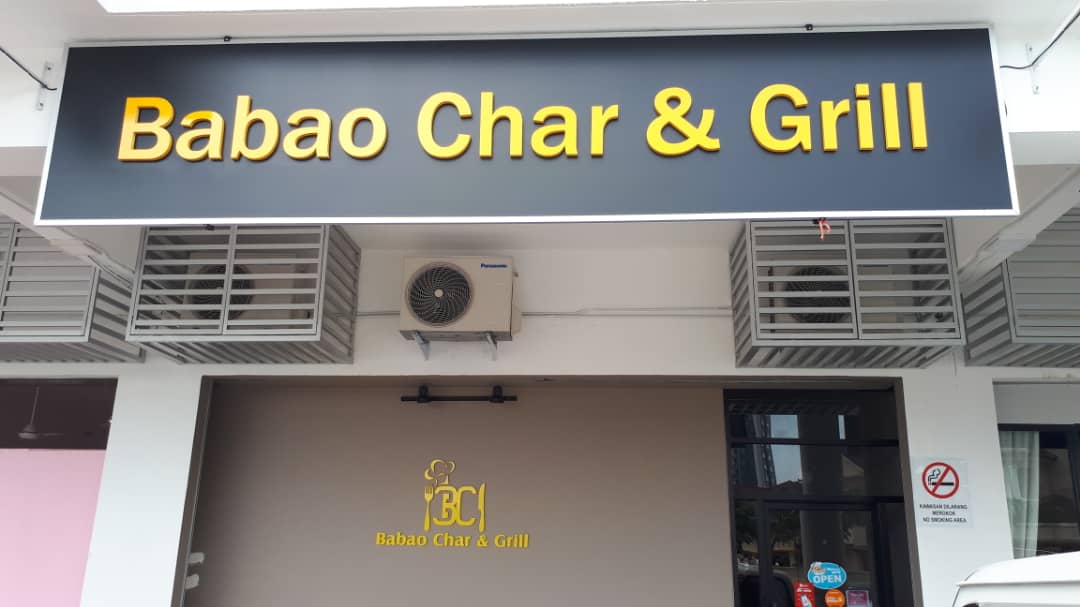 Babao Char & Grill
Panasonic
BC
Babao Char & Grill
KAWASAN DILARANG
MEROKOK
NO SMOKING AREA
OPEN